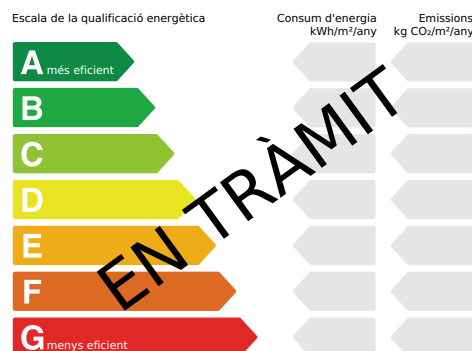 Escala de la qualificació energètica
Consum d'energia
kWh/m²/any
Emissions
kg CO₂/m²/any
A més eficient
B
C
D
E
F
G menys eficient
EN TRÀMIT